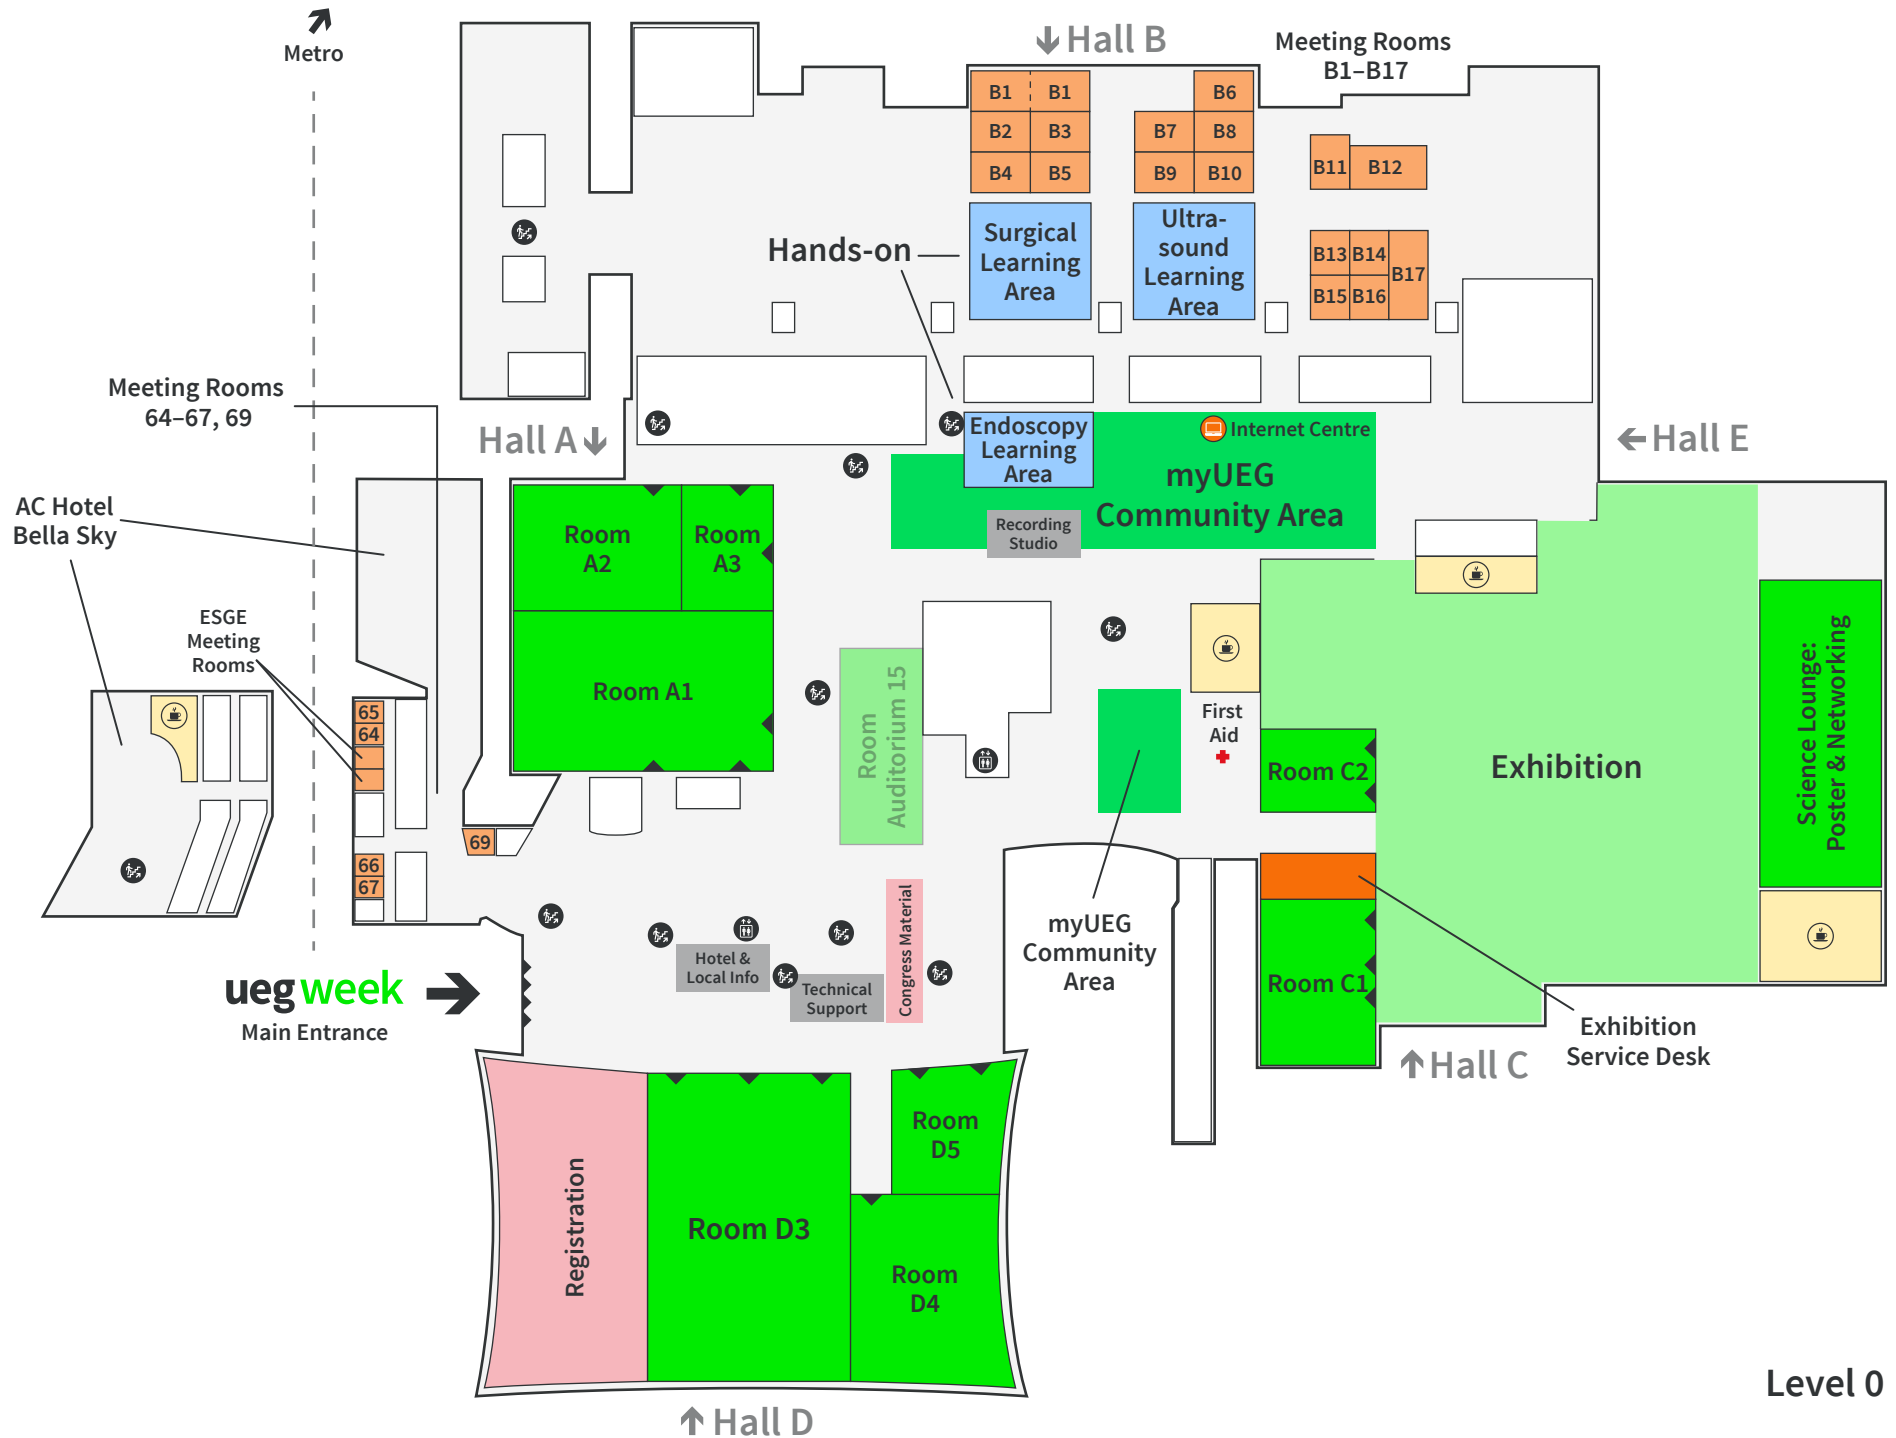 Metro
Hall B
Meeting Rooms
B1–B17
B1
B1
B2
B3
B4
B5
B6
B7
B8
B9
B10
B11
B12
B13
B14
B15
B16
B17
Hands-on
Surgical
Learning
Area
Ultra-
sound
Learning
Area
Meeting Rooms
64–67, 69
Hall A
Endoscopy
Learning
Area
Internet Centre
myUEG
Community Area
Recording
Studio
Hall E
AC Hotel
Bella Sky
Room
A2
Room
A3
Room A1
ESGE
Meeting
Rooms
65
64
66
67
69
Room
Auditorium 15
First
Aid
Room C2
Exhibition
Science Lounge:
Poster & Networking
myUEG
Community
Area
Room C1
Exhibition
Service Desk
Hall C
Hotel &
Local Info
Technical
Support
Congress Material
ueg week
Main Entrance
Registration
Room D3
Room
D5
Room
D4
Hall D
Level 0